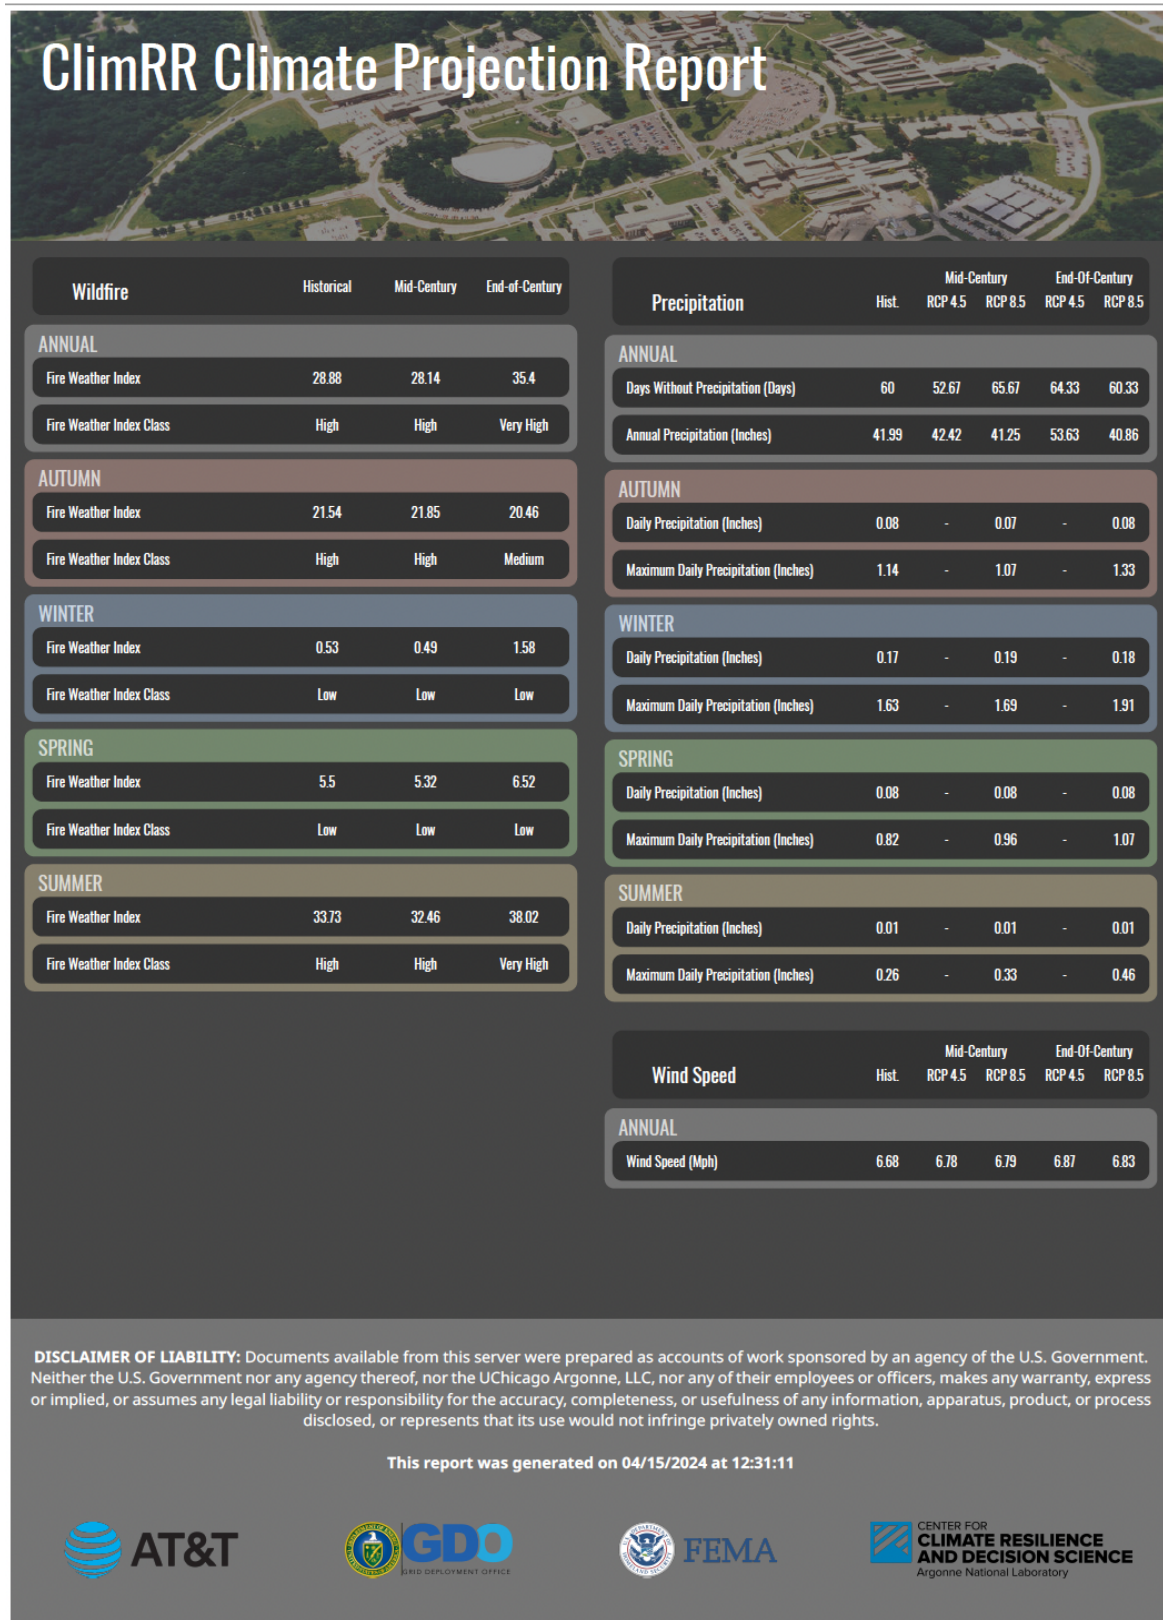 ClimRR Climate Projection Report
Wildfire Historical Mid-Century End-of-Century
ANNUAL
Fire Weather Index 28.88 28.14 35.4
Fire Weather Index Class High High Very High
AUTUMN
Fire Weather Index 21.54 21.85 20.46
Fire Weather Index Class High High Medium
WINTER
Fire Weather Index 0.53 0.49 1.58
Fire Weather Index Class Low Low Low
SPRING
Fire Weather Index 5.5 5.32 6.52
Fire Weather Index Class Low Low Low
SUMMER
Fire Weather Index 33.73 32.46 38.02
Fire Weather Index Class High High Very High
Mid-Century End-Of-Century
Precipitation Hist. RCP 4.5 RCP 8.5 RCP 4.5 RCP 8.5
ANNUAL
Days Without Precipitation (Days) 60 52.67 65.67 64.33 60.33
Annual Precipitation (Inches) 41.99 42.42 41.25 53.63 40.86
AUTUMN
Daily Precipitation (Inches) 0.08 - 0.07 - 0.08
Maximum Daily Precipitation (Inches) 1.14 - 1.07 - 1.33
WINTER
Daily Precipitation (Inches) 0.17 - 0.19 - 0.18
Maximum Daily Precipitation (Inches) 1.63 - 1.69 - 1.91
SPRING
Daily Precipitation (Inches) 0.08 - 0.08 - 0.08
Maximum Daily Precipitation (Inches) 0.82 - 0.96 - 1.07
SUMMER
Daily Precipitation (Inches) 0.01 - 0.01 - 0.01
Maximum Daily Precipitation (Inches) 0.26 - 0.33 - 0.46
Mid-Century End-Of-Century
Wind Speed Hist. RCP 4.5 RCP 8.5 RCP 4.5 RCP 8.5
ANNUAL
Wind Speed (Mph) 6.68 6.78 6.79 6.87 6.83
DISCLAIMER OF LIABILITY: Documents available from this server were prepared as accounts of work sponsored by an agency of the U.S. Government.
Neither the U.S. Government nor any agency thereof, nor the UChicago Argonne, LLC, nor any of their employees or officers, makes any warranty, express
or implied, or assumes any legal liability or responsibility for the accuracy, completeness, or usefulness of any information, apparatus, product, or process
disclosed, or represents that its use would not infringe privately owned rights.
This report was generated on 04/15/2024 at 12:31:11
AT&T
GDO
GRID DEPLOYMENT OFFICE
FEMA
CENTER FOR
CLIMATE RESILIENCE
AND DECISION SCIENCE
Argonne National Laboratory